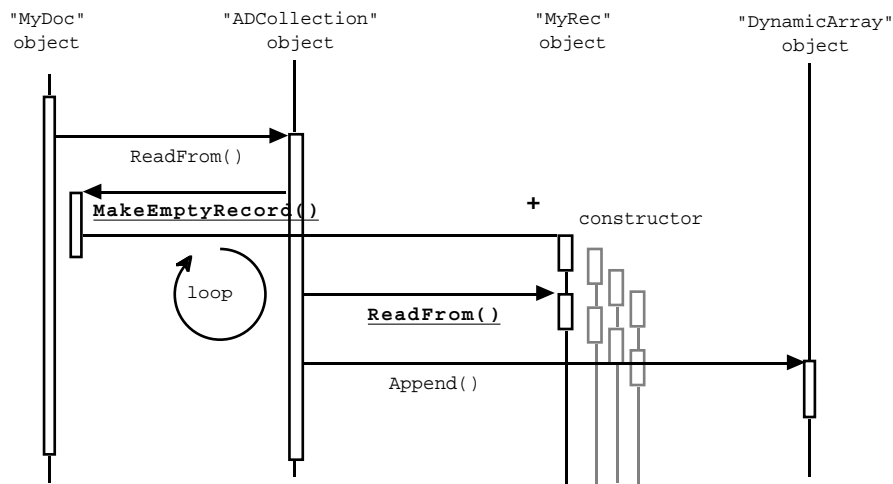 "MyDoc"
object
"ADCollection"
object
"MyRec"
object
"DynamicArray"
object
ReadFrom()
MakeEmptyRecord()
+
constructor
loop
ReadFrom()
Append()